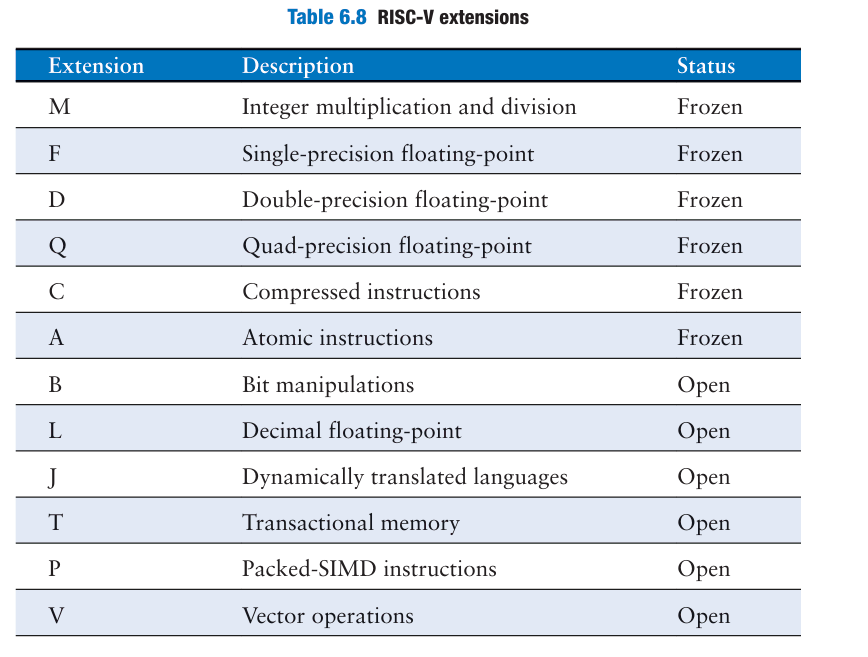 Table 6.8 RISC-V extensions
Extension Description Status
M Integer multiplication and division Frozen
F Single-precision floating-point Frozen
D Double-precision floating-point Frozen
Q Quad-precision floating-point Frozen
C Compressed instructions Frozen
A Atomic instructions Frozen
B Bit manipulations Open
L Decimal floating-point Open
J Dynamically translated languages Open
T Transactional memory Open
P Packed-SIMD instructions Open
V Vector operations Open